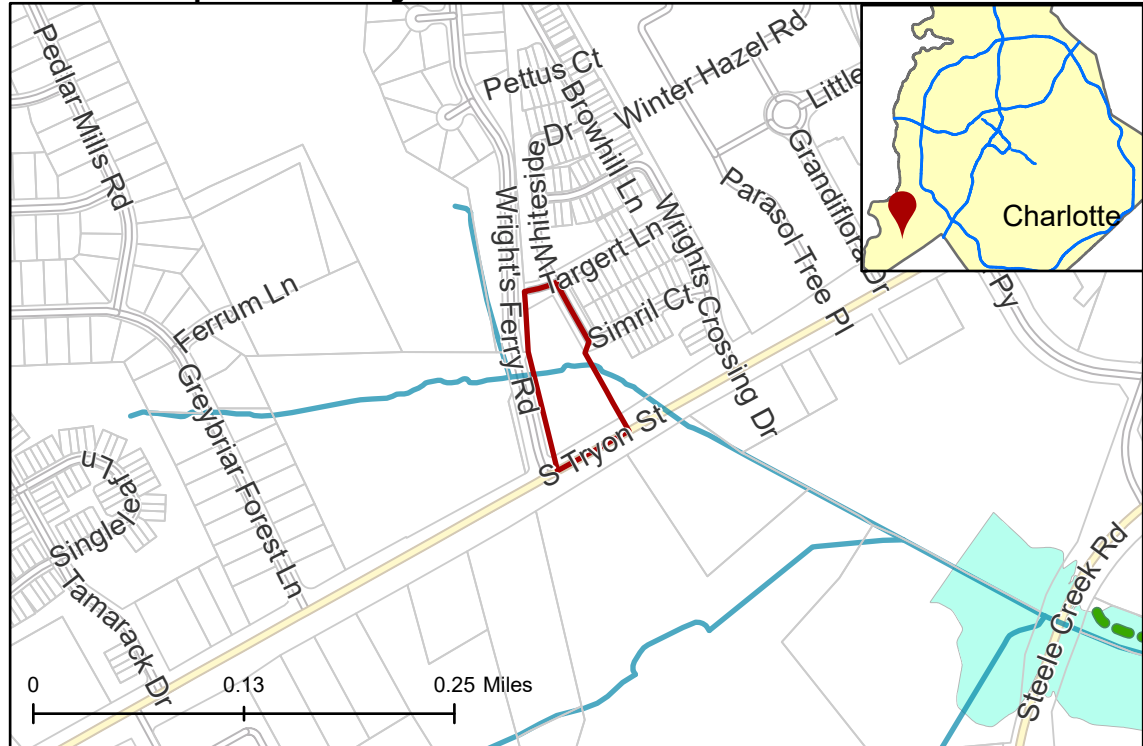 Pedlar Mills Rd
Pettus Ct
Winter Hazel Rd
Little
Browhill Ln
Whiteside
Dr
Grandiflora Dr
Parasol Tree Pl
Wright's Ferry Rd
Targert Ln
Wrights Crossing Dr
Simril Ct
Ferrum Ln
Greybriar Forest Ln
S Tryon St
Singleleaf Ln
S Tamarack Dr
Steele Creek Rd
Py
Charlotte
0
0.13
0.25 Miles